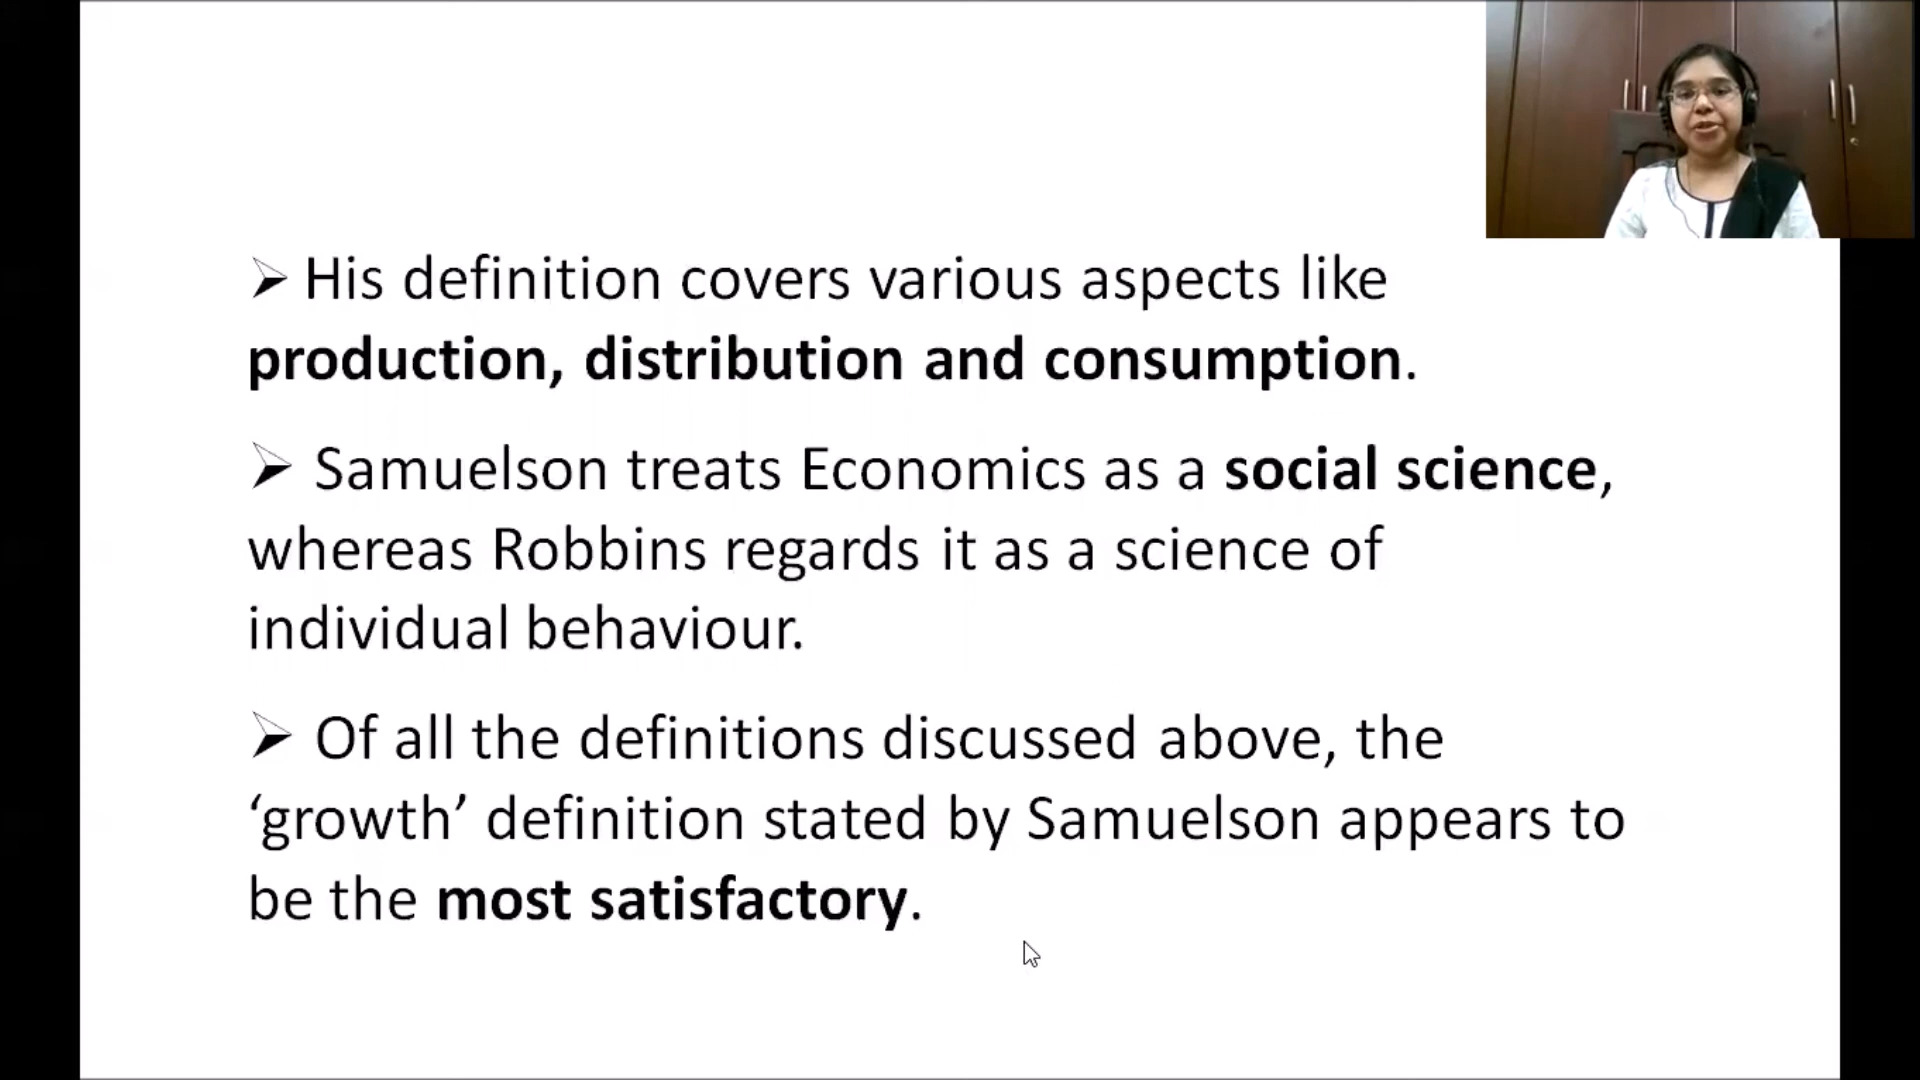 ➢ His definition covers various aspects like
production, distribution and consumption.
➢ Samuelson treats Economics as a social science,
whereas Robbins regards it as a science of
individual behaviour.
➢ Of all the definitions discussed above, the
‘growth’ definition stated by Samuelson appears to
be the most satisfactory.